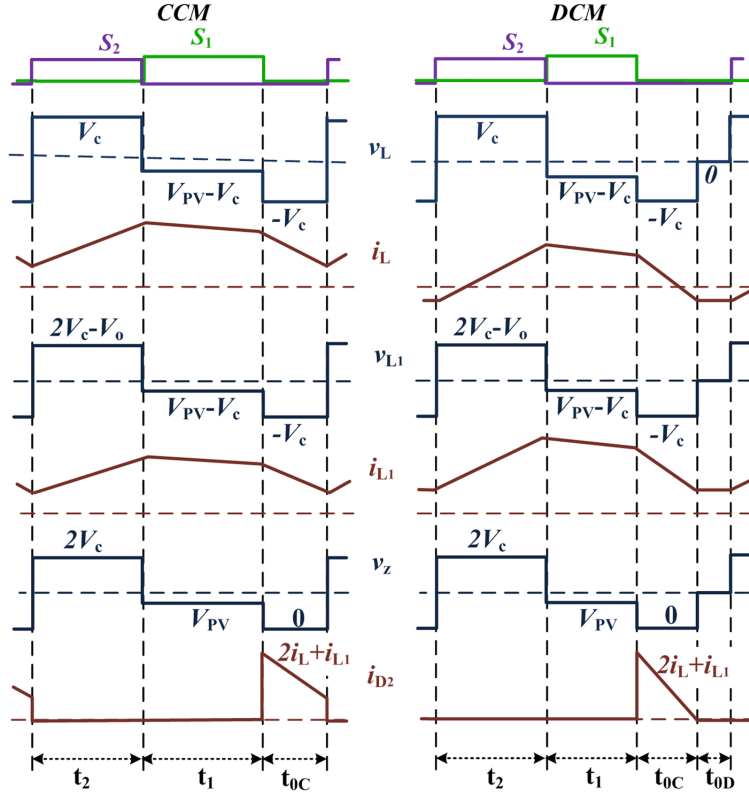 CCM DCM
S2 S1 S2 S1
Vc vL Vc
VPV-Vc -Vc VPV-Vc -Vc 0
iL
2Vc-Vo vL1 2Vc-Vo
VPV-Vc -Vc VPV-Vc -Vc
iL1
2Vc vz 2Vc
VPV 0 VPV 0
2iL+iL1 iD2 2iL+iL1
t2 t1 t0C t2 t1 t0C t0D